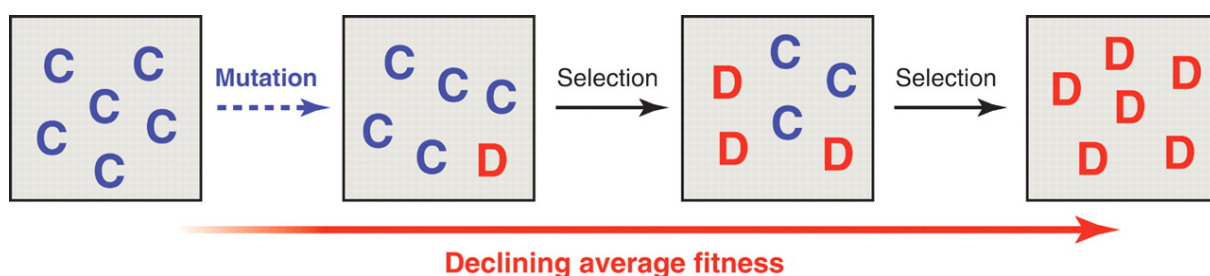 C C C C C C
Mutation
C C C C C D
Selection
D C C C D D
Selection
D D D D D D
Declining average fitness